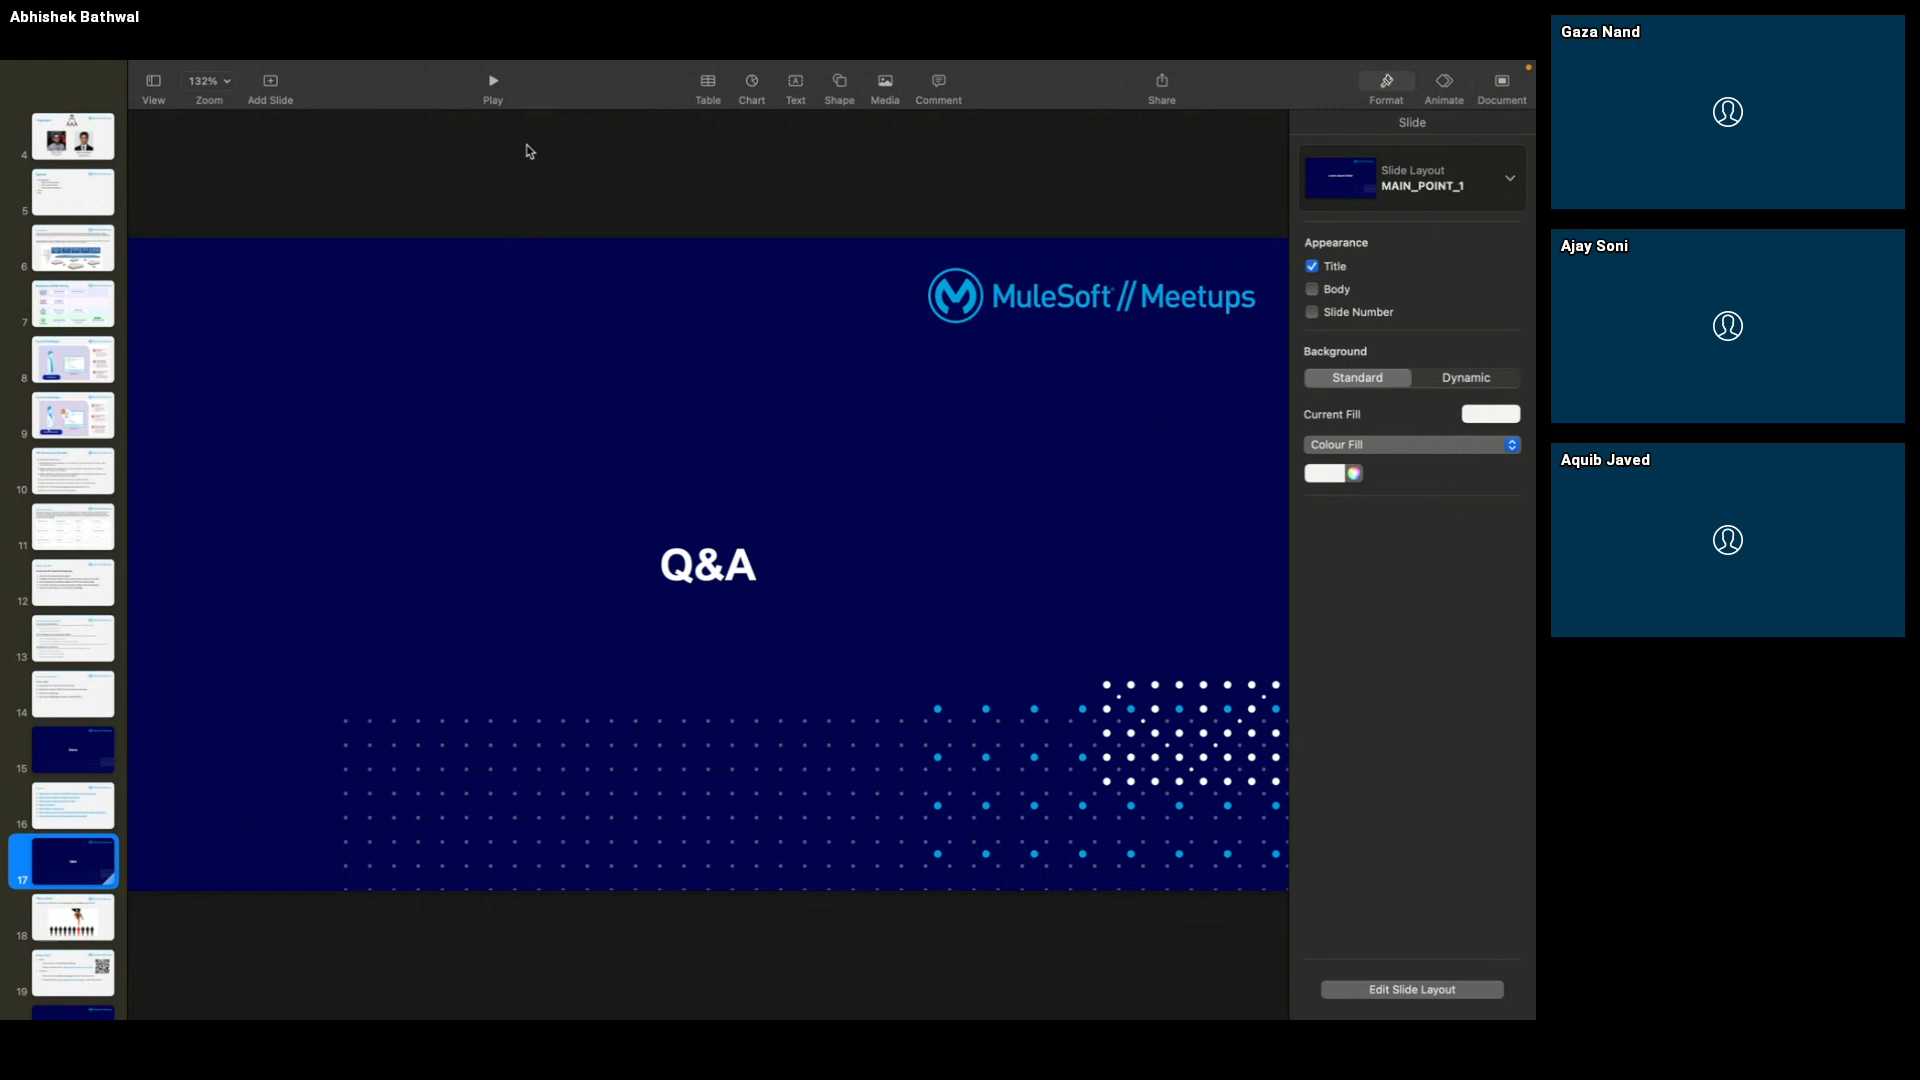 Abhishek Bathwal
Gaza Nand
Ajay Soni
Aquib Javed
View
132%
Zoom
Add Slide
Play
Table
Chart
Text
Shape
Media
Comment
Share
Format
Animate
Document
4
5
6
7
8
9
10
11
12
13
14
15
16
17
18
19
MuleSoft // Meetups
Q&A
Slide
Slide Layout
MAIN_POINT_1
Appearance
Title
Body
Slide Number
Background
Standard
Dynamic
Current Fill
Colour Fill
Edit Slide Layout